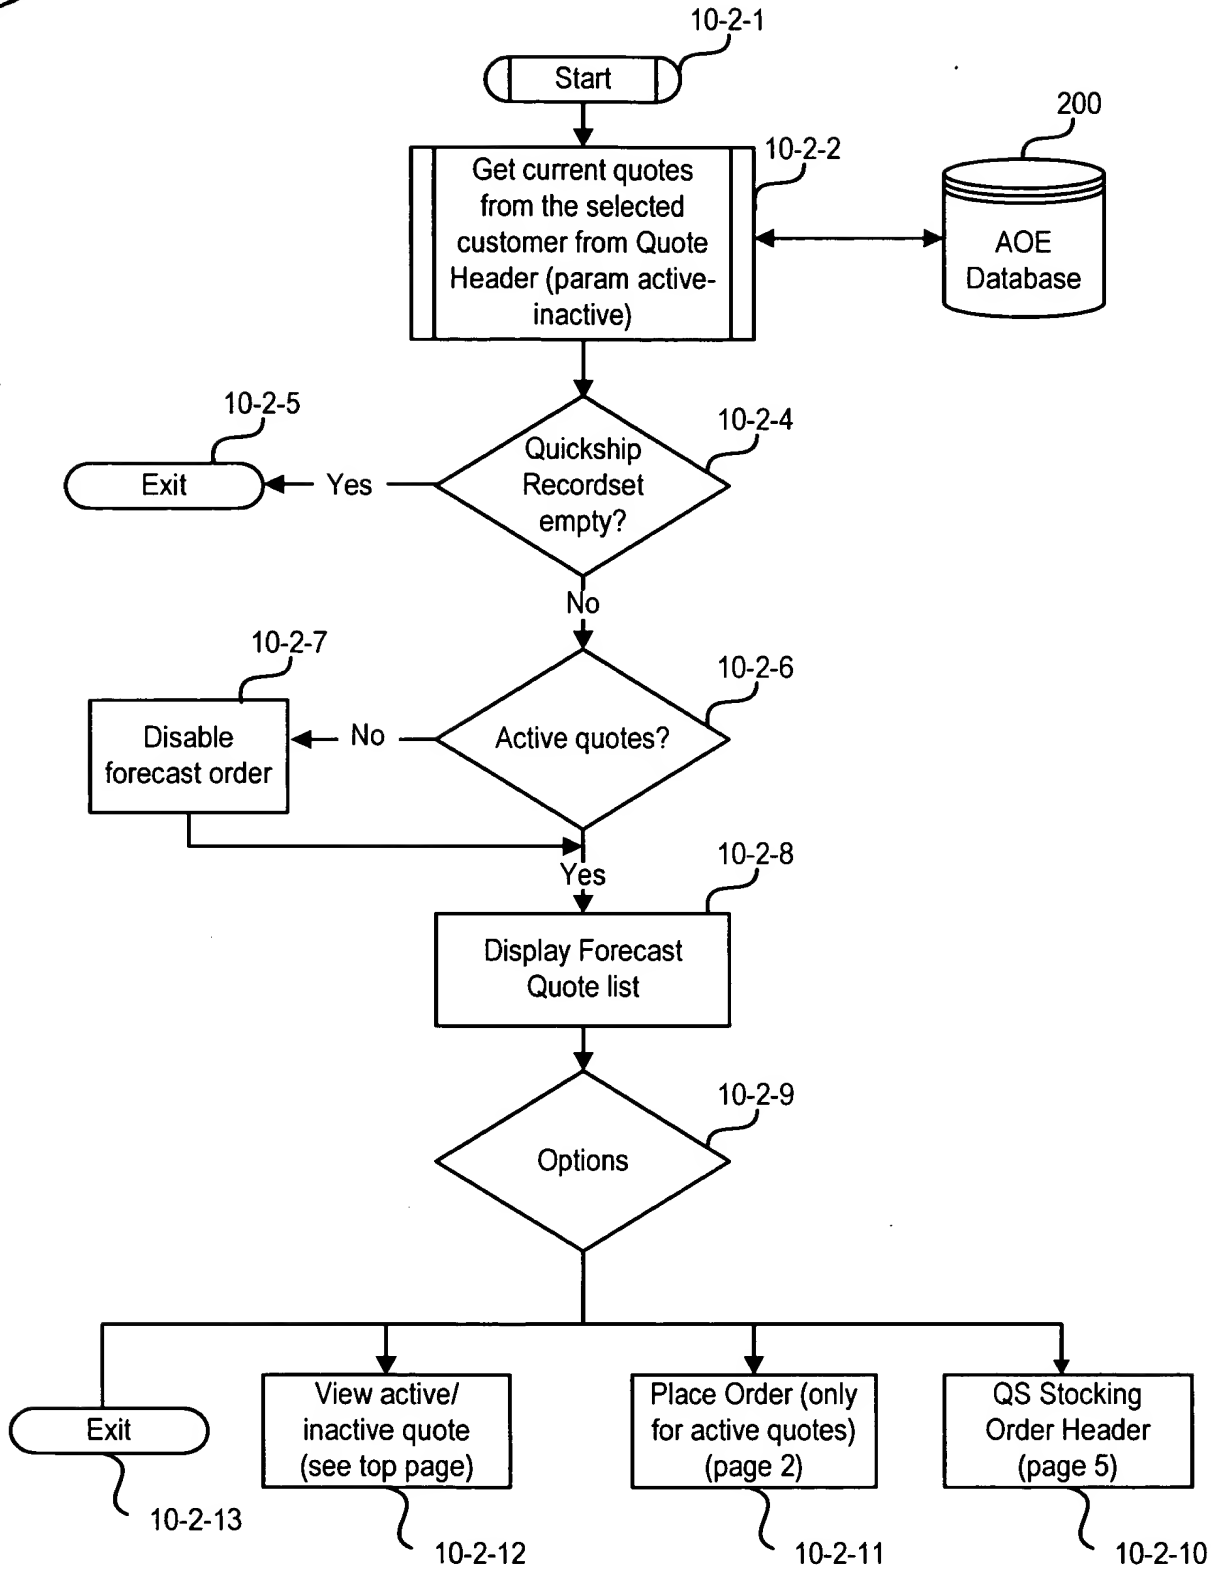 10-2-1
Start
200
10-2-2
Get current quotes
from the selected
customer from Quote
Header (param active-
inactive)
AOE
Database
10-2-5
10-2-4
Quickship
Recordset
empty?
Exit
Yes
No
10-2-7
10-2-6
Disable
forecast order
No
Active quotes?
Yes
10-2-8
Display Forecast
Quote list
10-2-9
Options
Exit
View active/
inactive quote
(see top page)
Place Order (only
for active quotes)
(page 2)
QS Stocking
Order Header
(page 5)
10-2-13
10-2-12
10-2-11
10-2-10